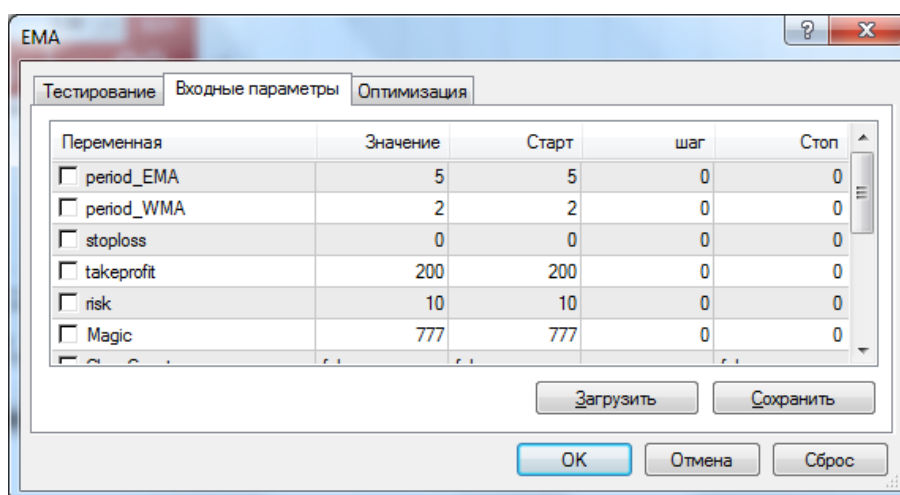 EMA
Тестирование Входные параметры Оптимизация
Переменная Значение Старт шаг Стоп
period_EMA 5 5 0 0
period_WMA 2 2 0 0
stoploss 0 0 0 0
takeprofit 200 200 0 0
risk 10 10 0 0
Magic 777 777 0 0
Загрузить Сохранить
OK Отмена Сброс